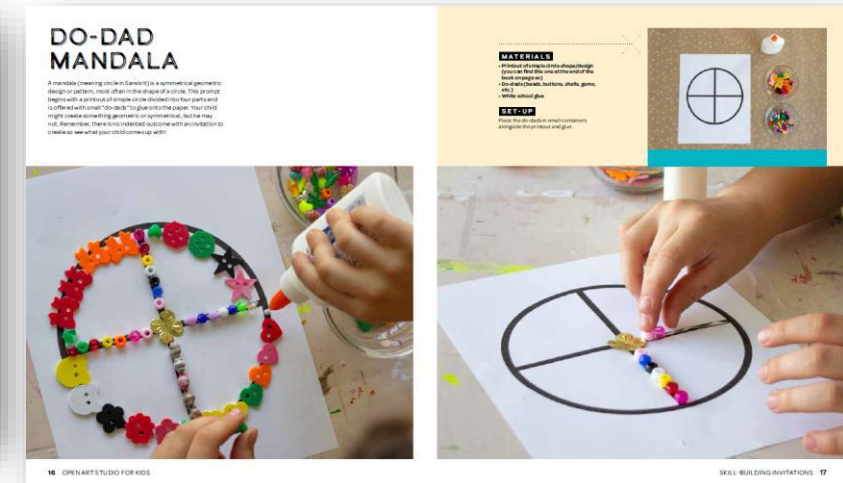 DO-DAD
MANDALA
A mandala (meaning circle in Sanskrit) is a symmetrical geometric
design or pattern, most often in the shape of a circle. This prompt
begins with a printout of simple circle divided into four parts and
is offered with small "do-dads" to glue onto the paper. Your child
might create something geometric or symmetrical, but he may
not. Remember, there is no indented outcome with an invitation to
create so see what your child comes up with!
MATERIALS
• Printout of simple circle shape/design
(you can find this one at the end of the
book on page xx)
• Do-dads (beads, buttons, shells, gems,
etc.)
• White school glue
SET-UP
Place the do-dads in small containers
alongside the printout and glue.
16 OPEN ART STUDIO FOR KIDS
SKILL-BUILDING INVITATIONS 17